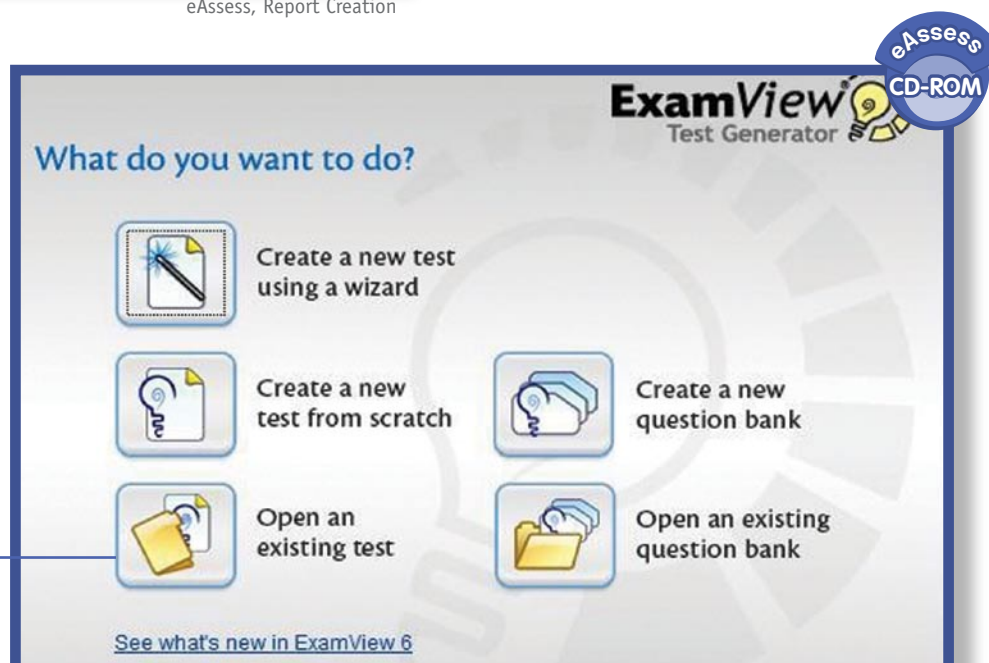 eAssess, Report Creation
eAssess
CD-ROM
ExamView®
Test Generator
What do you want to do?
Create a new test
using a wizard
Create a new
test from scratch
Create a new
question bank
Open an
existing test
Open an existing
question bank
See what's new in ExamView 6